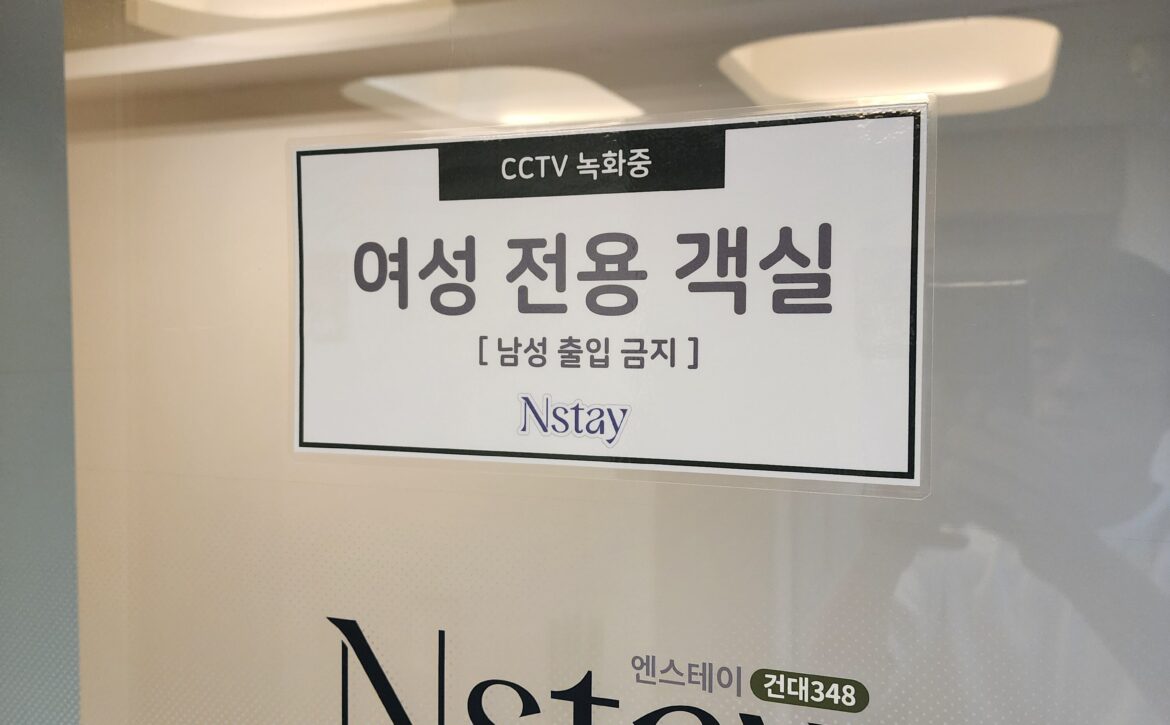 CCTV 녹화중
여성 전용 객실
[ 남성 출입 금지 ]
Nstay
엔스테이 건대348
Nstay